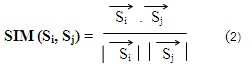 SIM (Si, Sj) = Si . Sj / | Si | | Sj | (2)